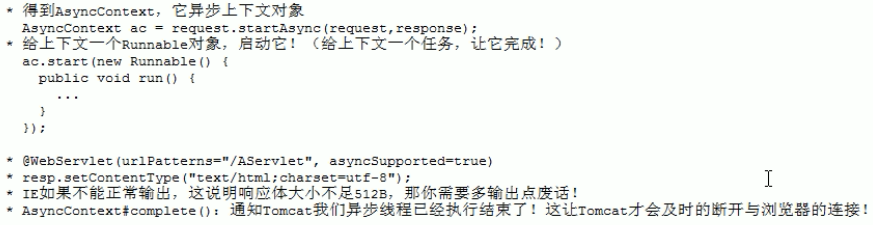 * 得到AsyncContext，它异步上下文对象
AsyncContext ac = request.startAsync(request,response);
* 给上下文一个Runnable对象，启动它！（给上下文一个任务，让它完成！）
ac.start(new Runnable() {
public void run() {
...
}
});
* @WebServlet(urlPatterns="/AServlet", asyncSupported=true)
* resp.setContentType("text/html;charset=utf-8");
* IE如果不能正常输出，这说明响应体大小不足512B，那你需要多输出点废话！
* AsyncContext#complete()：通知Tomcat我们异步线程已经执行结束了！这让Tomcat才会及时的断开与浏览器的连接！